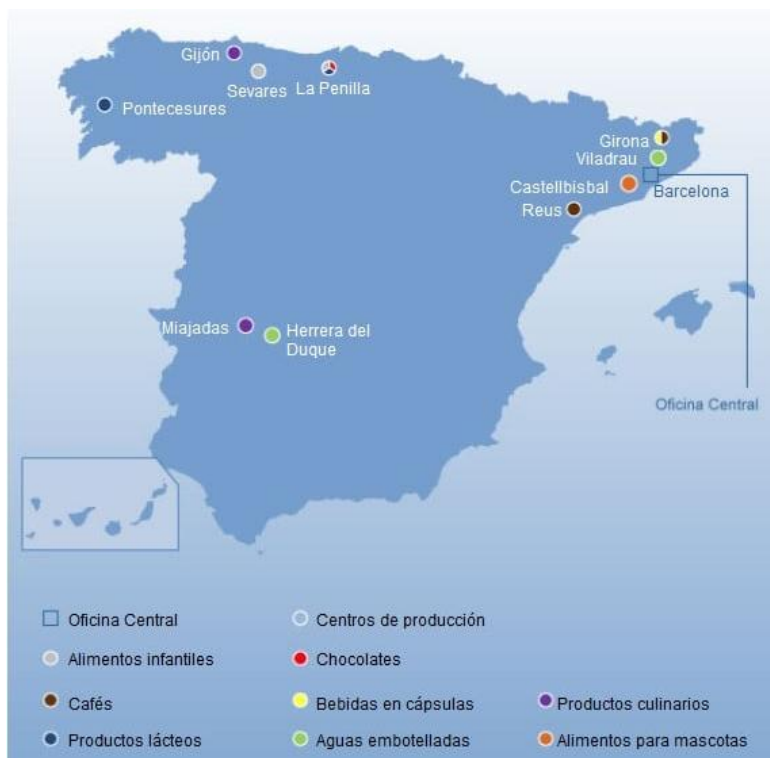 Gijón
Sevares
La Penilla
Pontecesures
Girona
Viladrau
Castellbisbal
Barcelona
Reus
Miajadas
Herrera del
Duque
Oficina Central
Oficina Central
Centros de producción
Alimentos infantiles
Chocolates
Cafés
Bebidas en cápsulas
Productos culinarios
Productos lácteos
Aguas embotelladas
Alimentos para mascotas